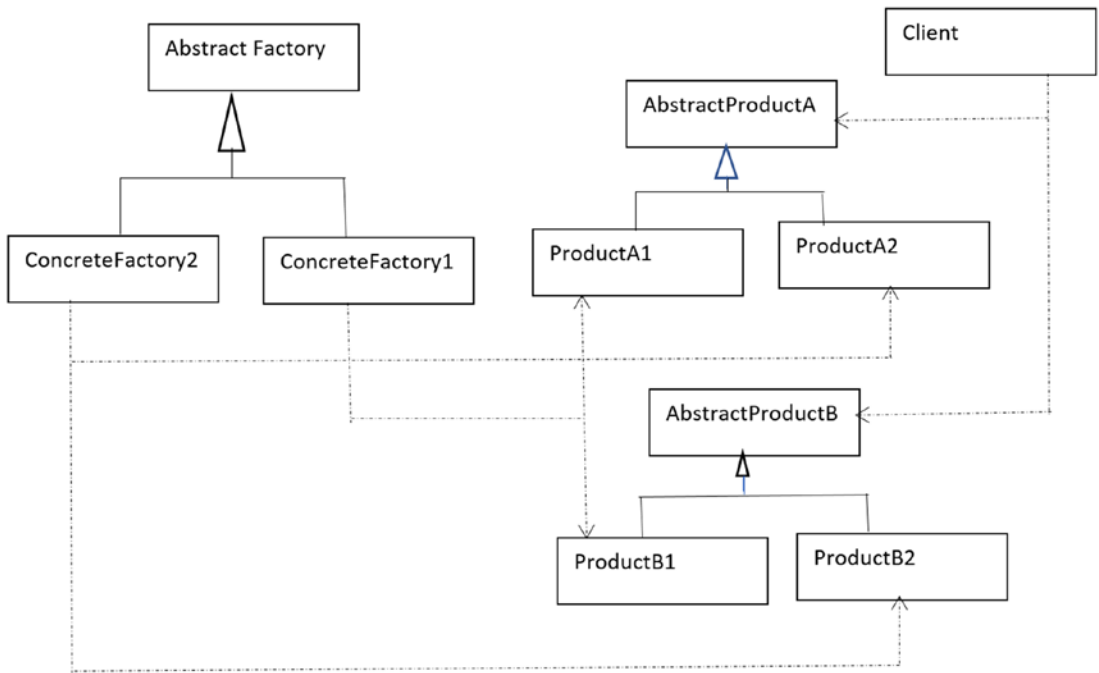 Abstract Factory
Client
AbstractProductA
ConcreteFactory2
ConcreteFactory1
ProductA1
ProductA2
AbstractProductB
ProductB1
ProductB2